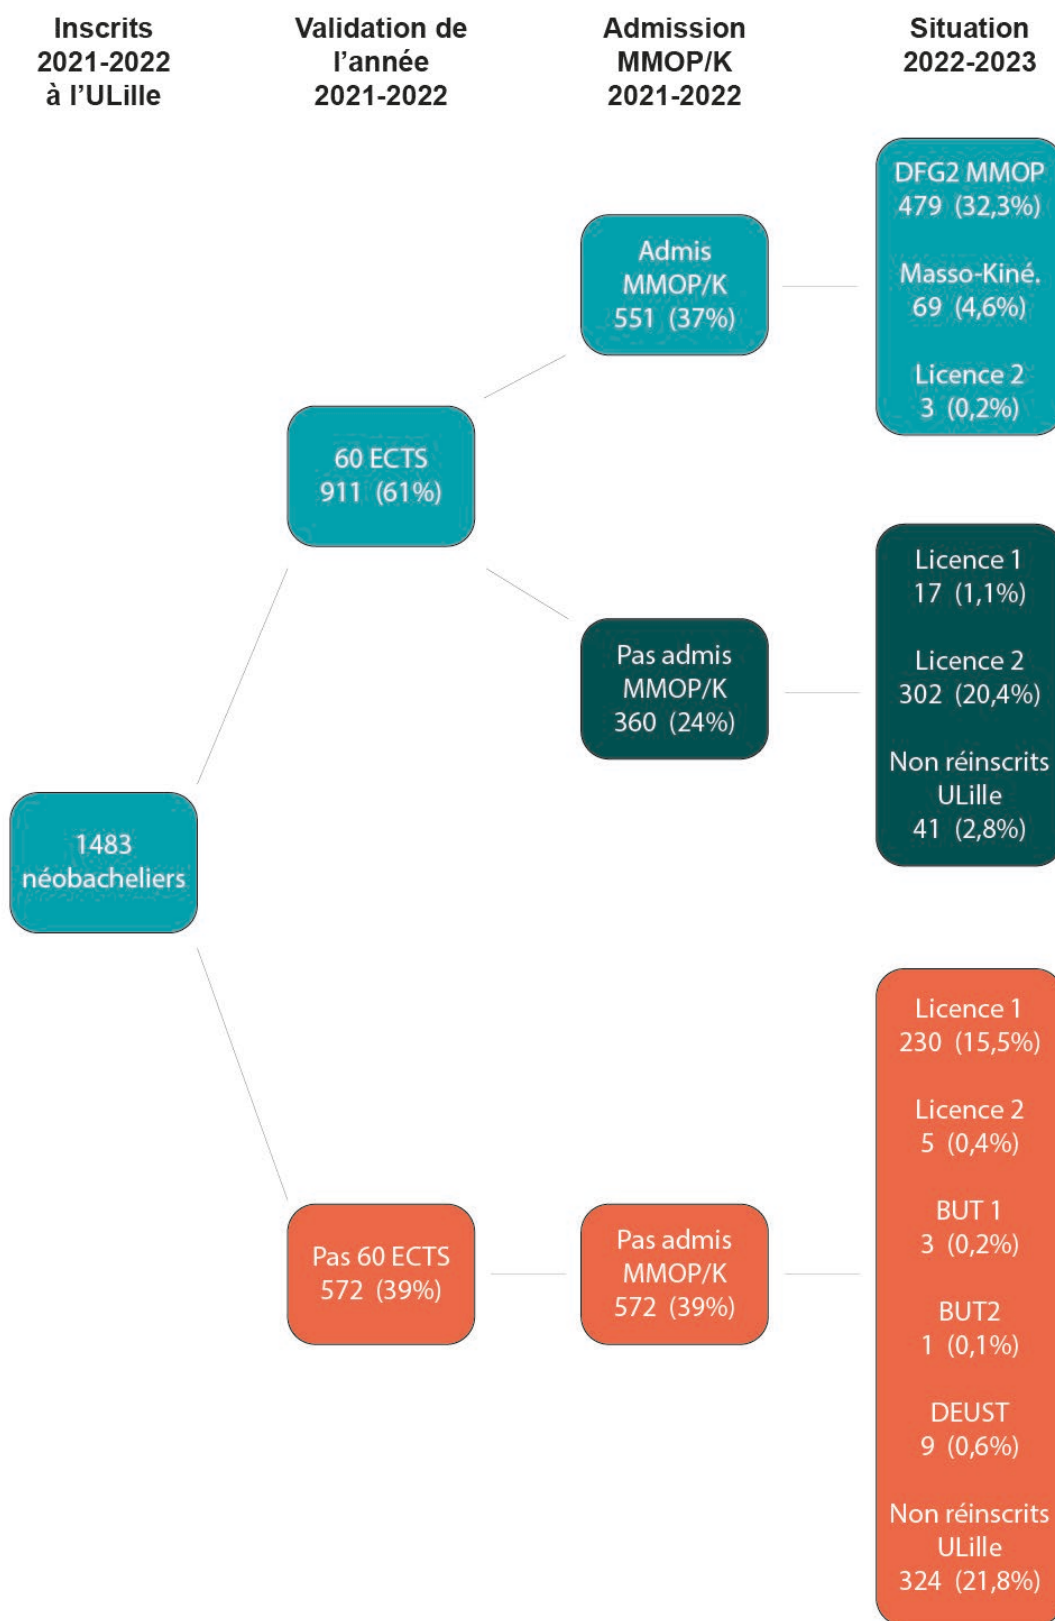 Inscrits
2021-2022
à l'ULille
Validation de
l'année
2021-2022
Admission
MMOP/K
2021-2022
Situation
2022-2023
1483
néobacheliers
60 ECTS
911 (61%)
Pas 60 ECTS
572 (39%)
Admis
MMOP/K
551 (37%)
Pas admis
MMOP/K
360 (24%)
Pas admis
MMOP/K
572 (39%)
DFG2 MMOP
479 (32,3%)
Masso-Kiné.
69 (4,6%)
Licence 2
3 (0,2%)
Licence 1
17 (1,1%)
Licence 2
302 (20,4%)
Non réinscrits
ULille
41 (2,8%)
Licence 1
230 (15,5%)
Licence 2
5 (0,4%)
BUT 1
3 (0,2%)
BUT2
1 (0,1%)
DEUST
9 (0,6%)
Non réinscrits
ULille
324 (21,8%)